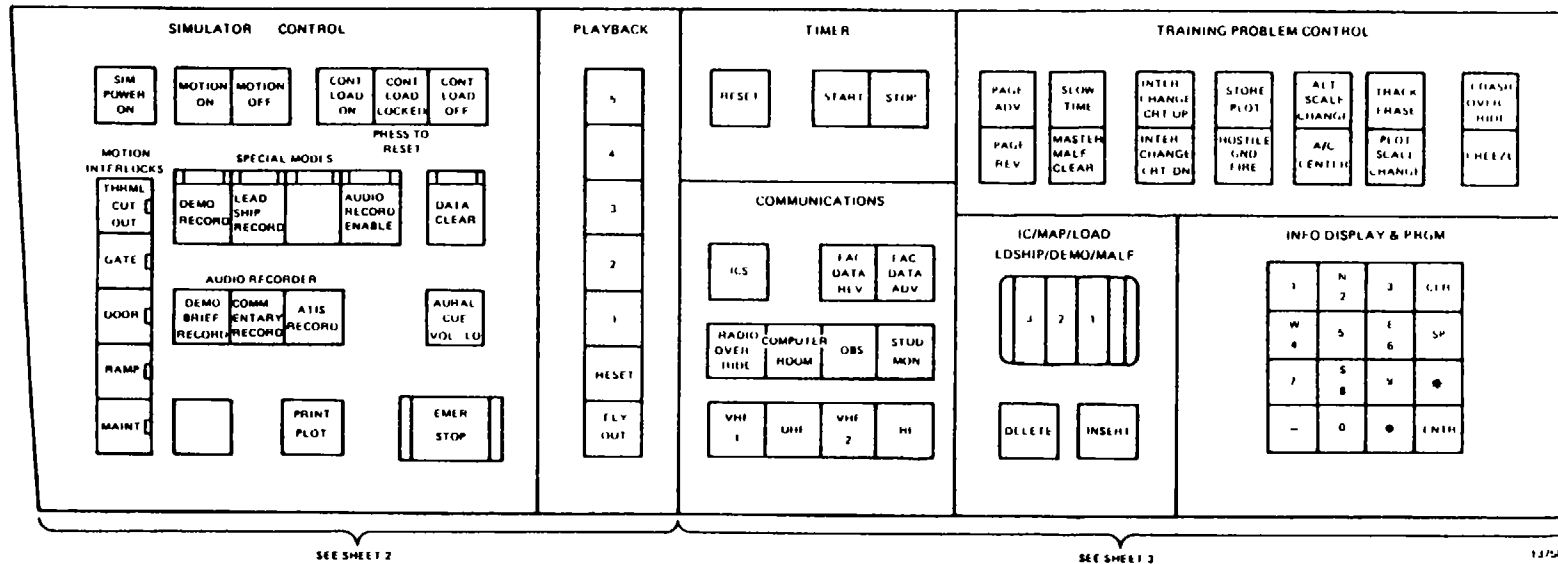 SIMULATOR CONTROL
SIM
POWER
ON
MOTION
ON
MOTION
OFF
CONT
LOAD
ON
CONT
LOAD
LOCKED
CONT
LOAD
OFF
PRESS TO
RESET
MOTION
INTERLOCKS
THRML
CUT
OUT
GATE
DOOR
RAMP
MAINT
SPECIAL MODES
DEMO
RECORD
LEAD
SHIP
RECORD
AUDIO
RECORD
ENABLE
DATA
CLEAR
AUDIO RECORDER
DEMO
BRIEF
RECORD
COMM
ENTARY
RECORD
ATIS
RECORD
AURAL
CUE
VOL LO
PRINT
PLOT
EMER
STOP
PLAYBACK
5
4
3
2
1
RESET
FLY
OUT
TIMER
RESET
START
STOP
COMMUNICATIONS
ICS
FAC
DATA
REV
FAC
DATA
ADV
RADIO
OVER
RIDE
COMPUTER
ROOM
OBS
STUD
MON
VHF
1
UHF
VHF
2
HF
TRAINING PROBLEM CONTROL
PAGE
ADV
SLOW
TIME
INTER
CHANGE
CRT UP
STORE
PLOT
ALT
SCALE
CHANGE
TRACK
ERASE
CRASH
OVER
RIDE
PAGE
REV
MASTER
MALF
CLEAR
INTER
CHANGE
CRT DN
HOSTILE
GND
FIRE
A/C
CENTER
PLOT
SCALE
CHANGE
FREEZE
IC/MAP/LOAD
LDSHIP/DEMO/MALF
3 2 1
DELETE
INSERT
INFO DISPLAY & PRGM
1
N
2
3
CLR
W
4
5
E
6
SP
7
S
8
9
–
0
ENTR
SEE SHEET 2
SEE SHEET 3